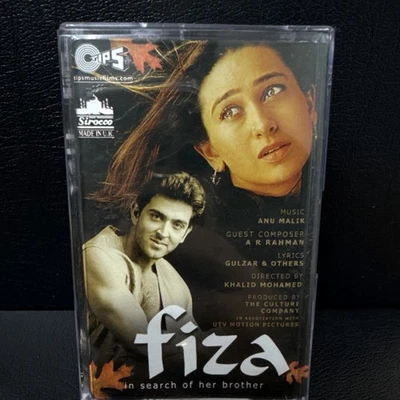 TIPS
tipsmusicfilms.com
Sirocco
MADE IN U.K.
MUSIC
ANU MALIK
GUEST COMPOSER
A R RAHMAN
LYRICS
GULZAR & OTHERS
DIRECTED BY
KHALID MOHAMED
PRODUCED BY
THE CULTURE
COMPANY
IN ASSOCIATION WITH
UTV MOTION PICTURES
fiza
in search of her brother